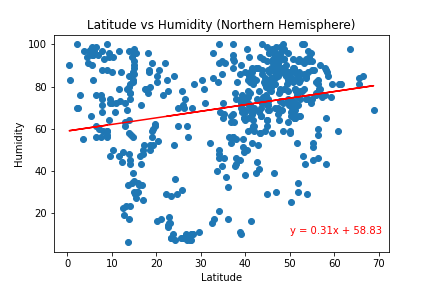 Latitude vs Humidity (Northern Hemisphere)
100
80
60
40
20
Humidity
y = 0.31x + 58.83
0 10 20 30 40 50 60 70
Latitude